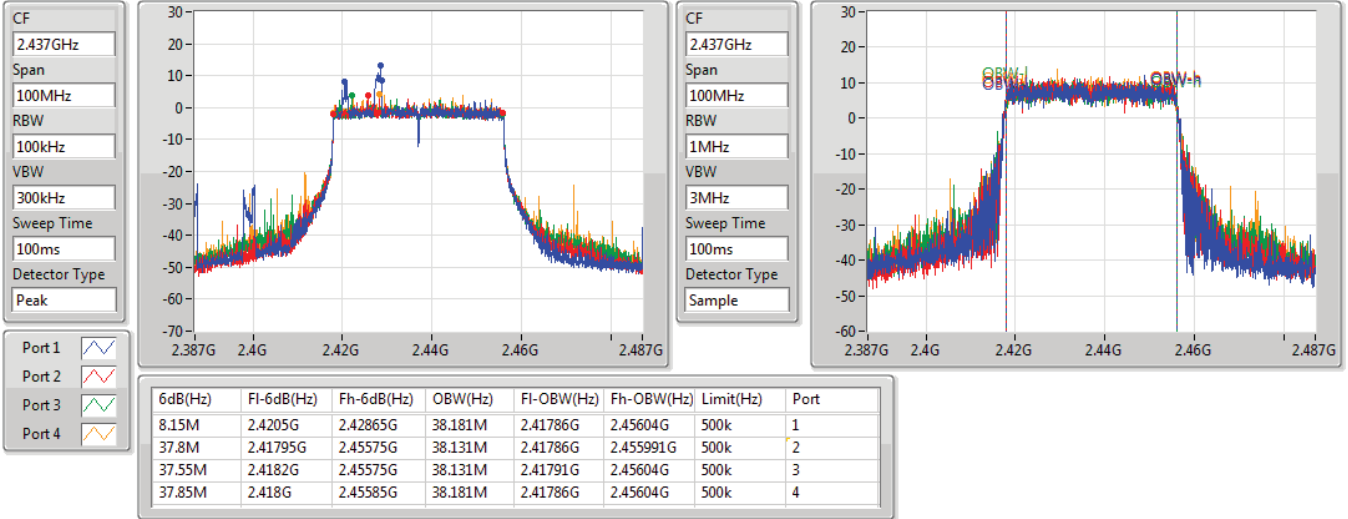 CF
2.437GHz
Span
100MHz
RBW
100kHz
VBW
300kHz
Sweep Time
100ms
Detector Type
Peak
30
20
10
0
-10
-20
-30
-40
-50
-60
-70
2.387G 2.4G 2.42G 2.44G 2.46G 2.487G
CF
2.437GHz
Span
100MHz
RBW
1MHz
VBW
3MHz
Sweep Time
100ms
Detector Type
Sample
30
20
10
0
-10
-20
-30
-40
-50
-60
OBW-l OBW-h
2.387G 2.4G 2.42G 2.44G 2.46G 2.487G
Port 1
Port 2
Port 3
Port 4
6dB(Hz) Fl-6dB(Hz) Fh-6dB(Hz) OBW(Hz) Fl-OBW(Hz) Fh-OBW(Hz) Limit(Hz) Port
8.15M 2.4205G 2.42865G 38.181M 2.41786G 2.45604G 500k 1
37.8M 2.41795G 2.45575G 38.131M 2.41786G 2.455991G 500k 2
37.55M 2.4182G 2.45575G 38.131M 2.41791G 2.45604G 500k 3
37.85M 2.418G 2.45585G 38.181M 2.41786G 2.45604G 500k 4